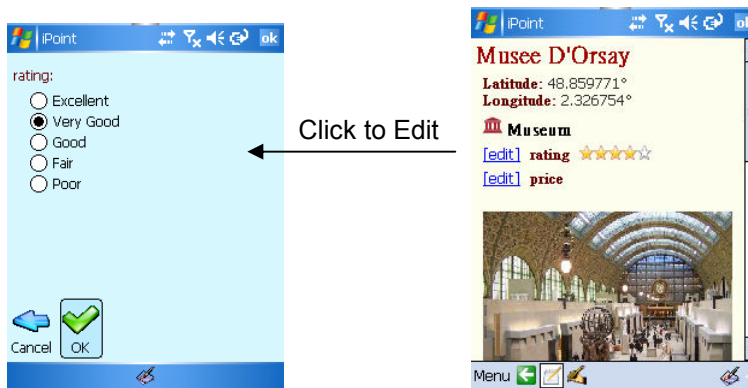 iPoint
ok
rating:
Excellent
Very Good
Good
Fair
Poor
Cancel
OK
Click to Edit
iPoint
Musee D'Orsay
Latitude: 48.859771°
Longitude: 2.326754°
Museum
[edit] rating
[edit] price
Menu